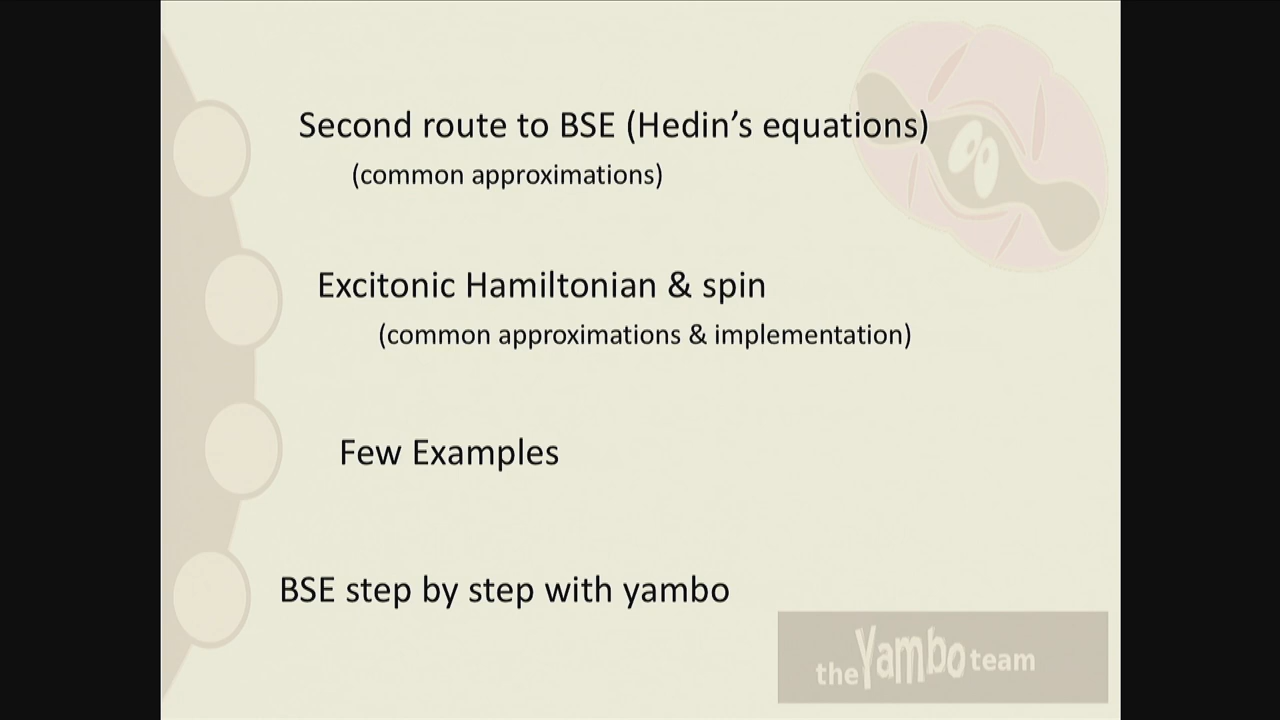 Second route to BSE (Hedin’s equations)
(common approximations)
Excitonic Hamiltonian & spin
(common approximations & implementation)
Few Examples
BSE step by step with yambo
the Yambo team